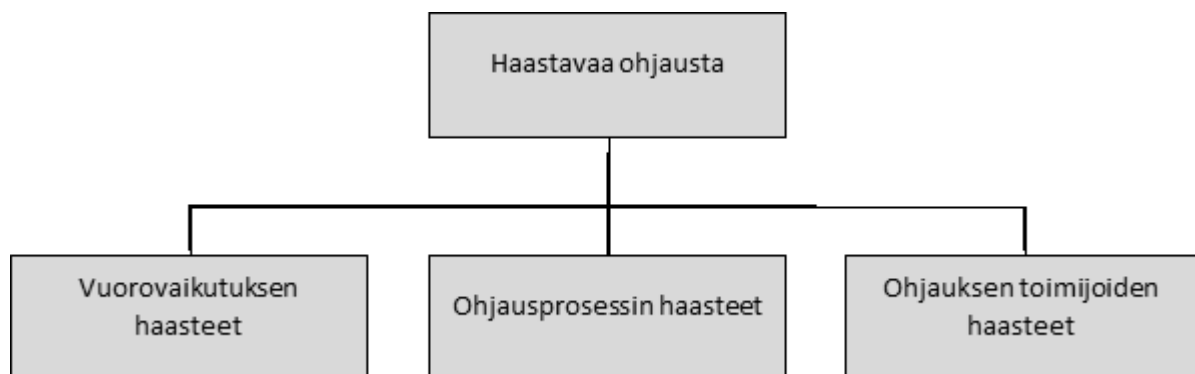 Haastavaa ohjausta
Vuorovaikutuksen
haasteet
Ohjausprosessin haasteet
Ohjauksen toimijoiden
haasteet